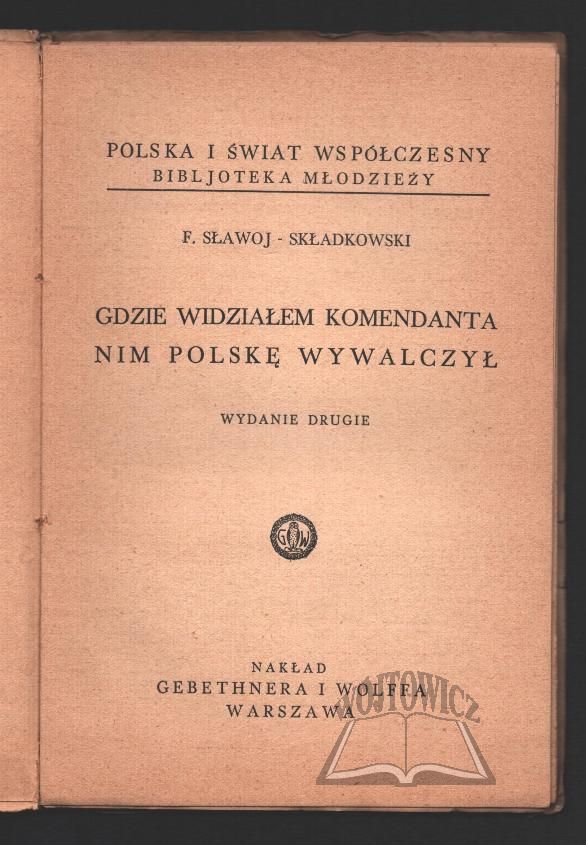 POLSKA I ŚWIAT WSPÓŁCZESNY
BIBLJOTEKA MŁODZIEŻY
F. SŁAWOJ - SKŁADKOWSKI
GDZIE WIDZIAŁEM KOMENDANTA
NIM POLSKĘ WYWALCZYŁ
WYDANIE DRUGIE
G W
NAKŁAD
GEBETHNERA I WOLFFA
WARSZAWA
WÓJTOWICZ